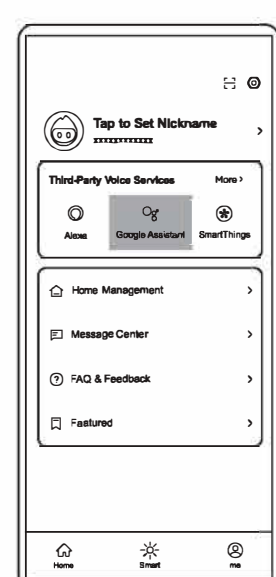 Tap to Set Nickname
xxxxxxxxxxx
Third-Party Voice Services More >
Alexa Google Assistant SmartThings
Home Management >
Message Center >
FAQ & Feedback >
Featured >
Home Smart me